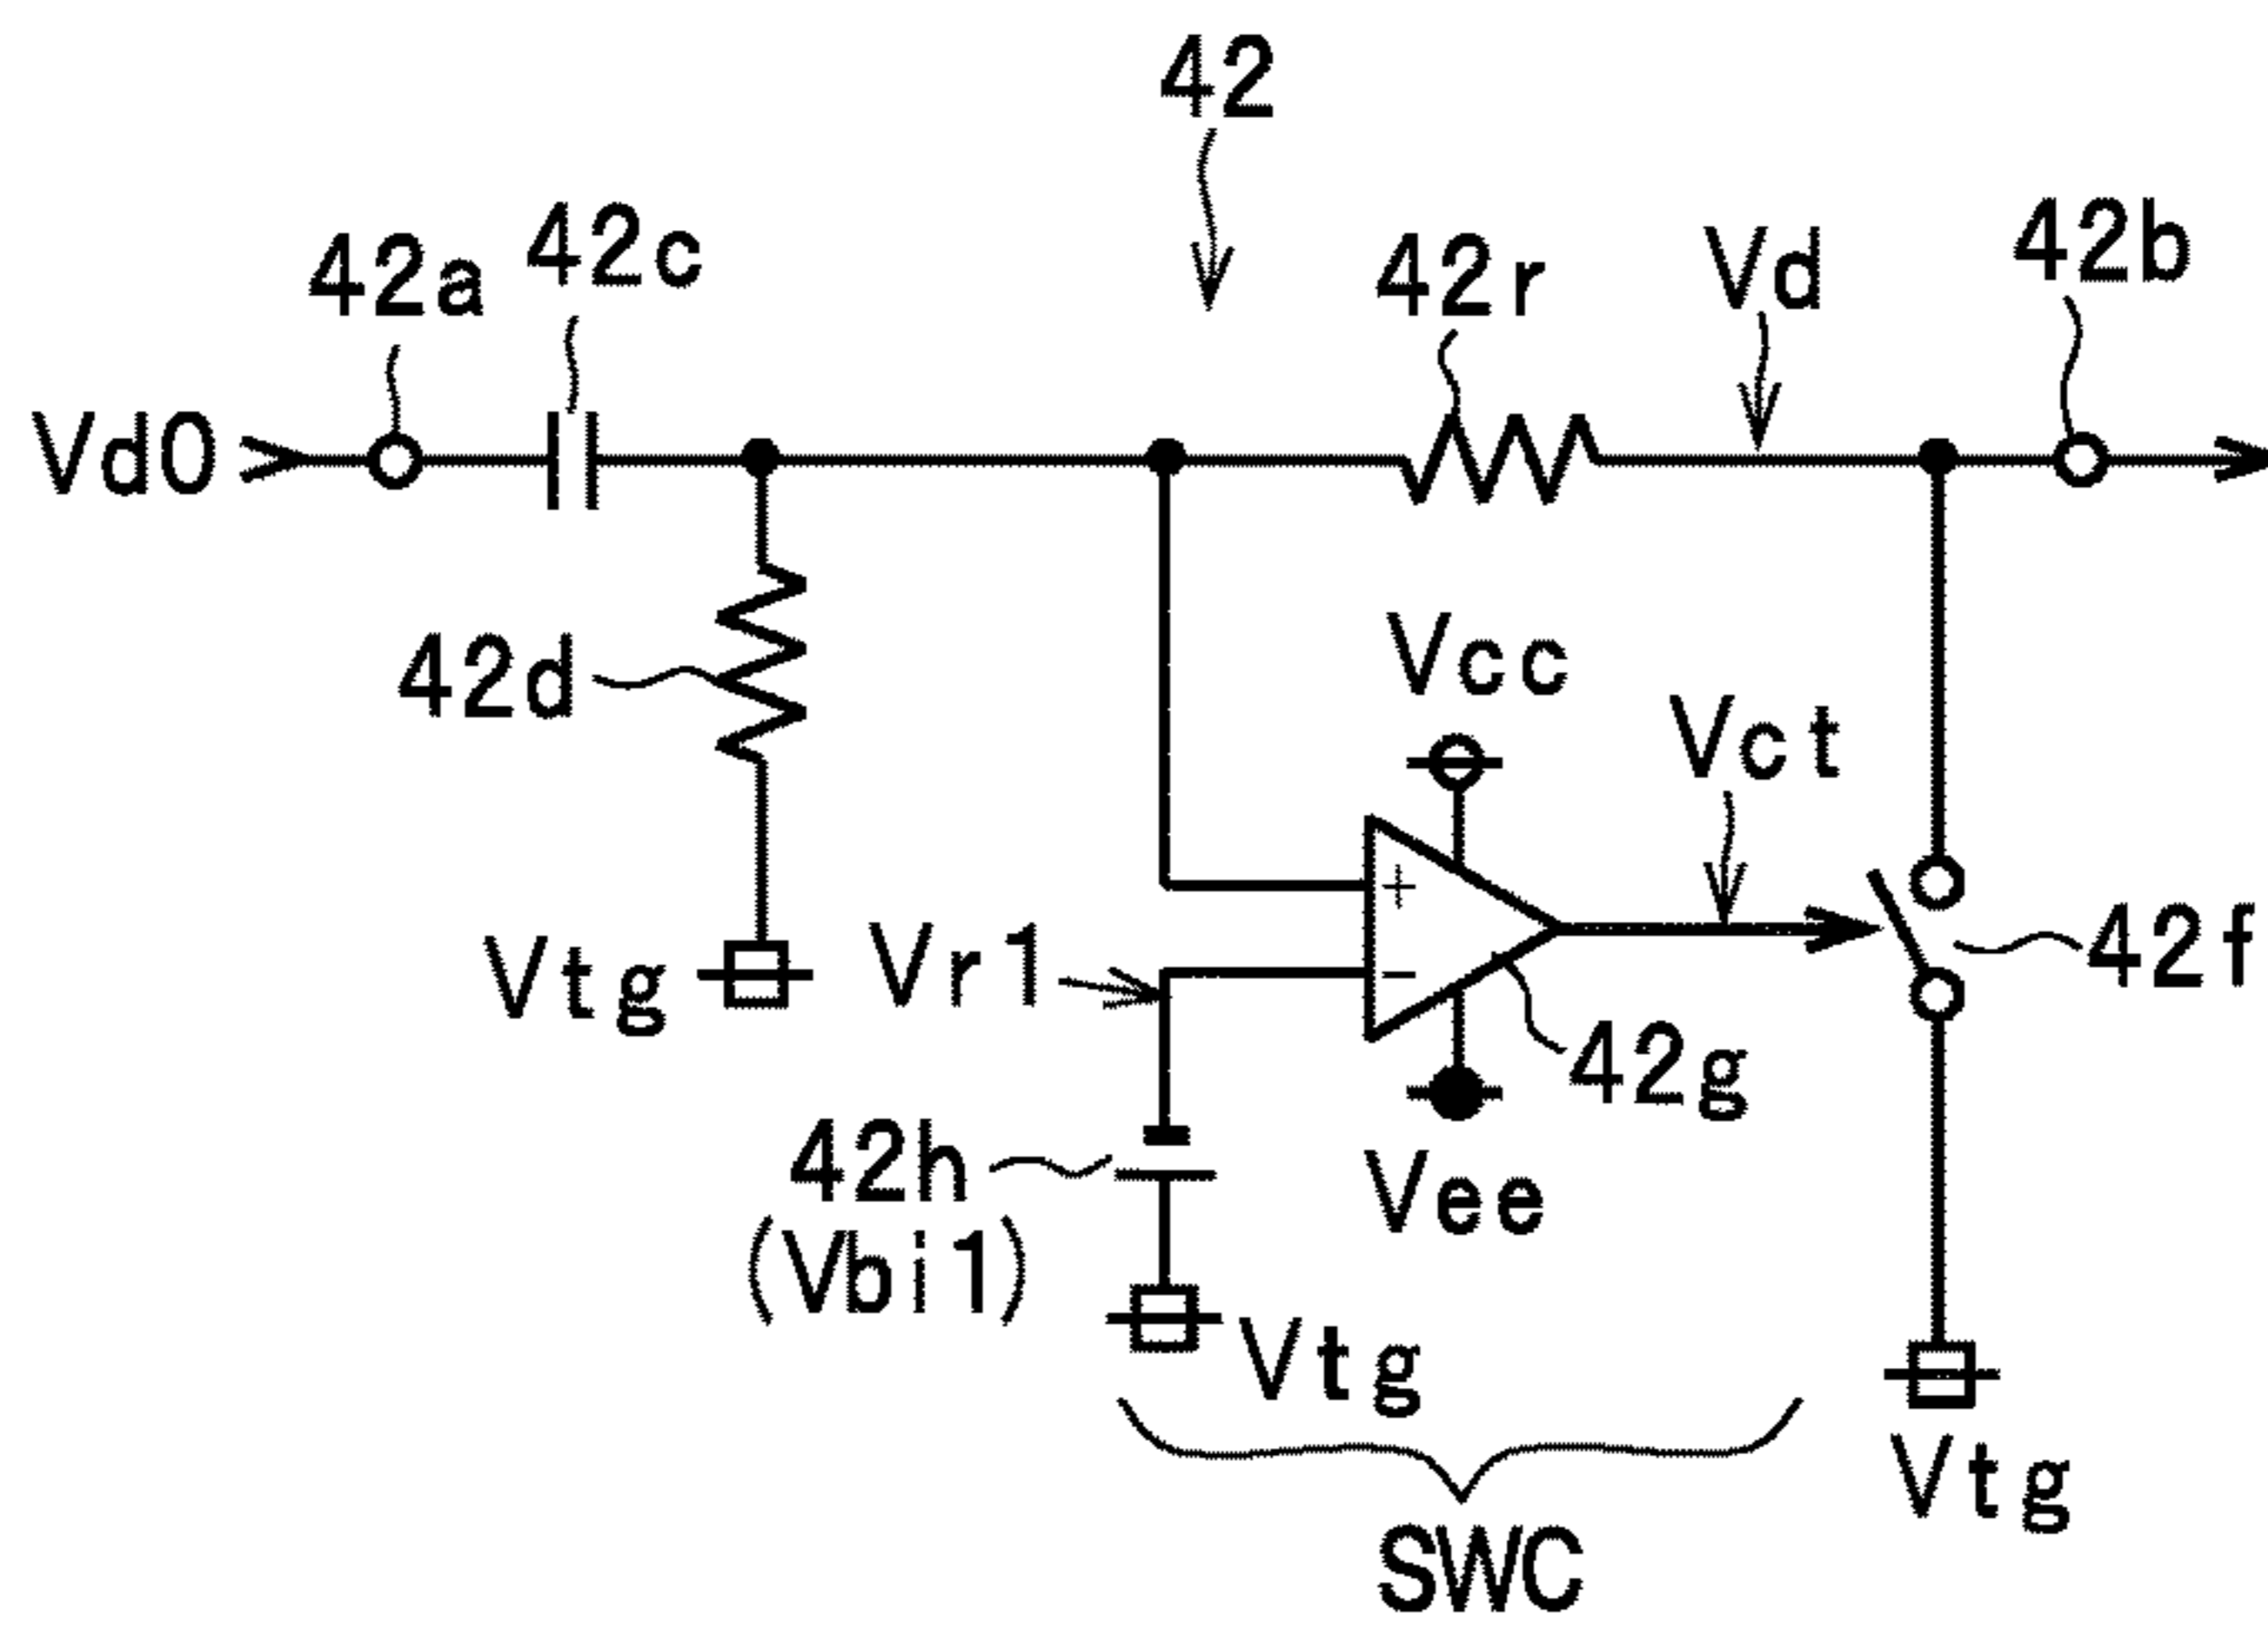 42
42a
42c
42r
Vd
42b
Vd0
42d
Vcc
Vct
+
Vtg
Vr1
−
42f
42g
42h
(Vbi1)
Vee
Vtg
Vtg
SWC